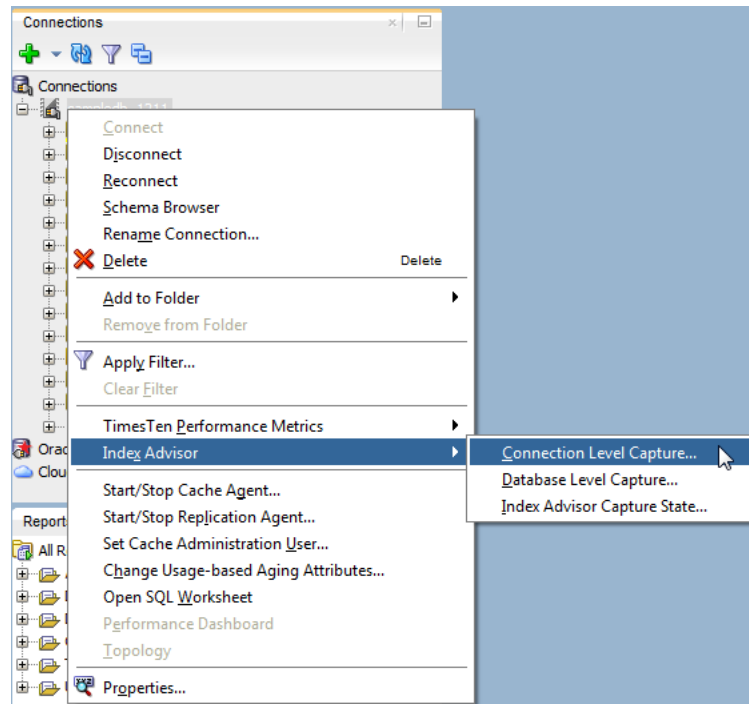 Connections
Connections
sampledb_1211
Connect
Disconnect
Reconnect
Schema Browser
Rename Connection...
Delete Delete
Add to Folder
Remove from Folder
Apply Filter...
Clear Filter
TimesTen Performance Metrics
Orac Index Advisor Connection Level Capture...
Clou Database Level Capture...
Start/Stop Cache Agent... Index Advisor Capture State...
Report Start/Stop Replication Agent...
All R Set Cache Administration User...
Change Usage-based Aging Attributes...
Open SQL Worksheet
Performance Dashboard
Topology
Properties...